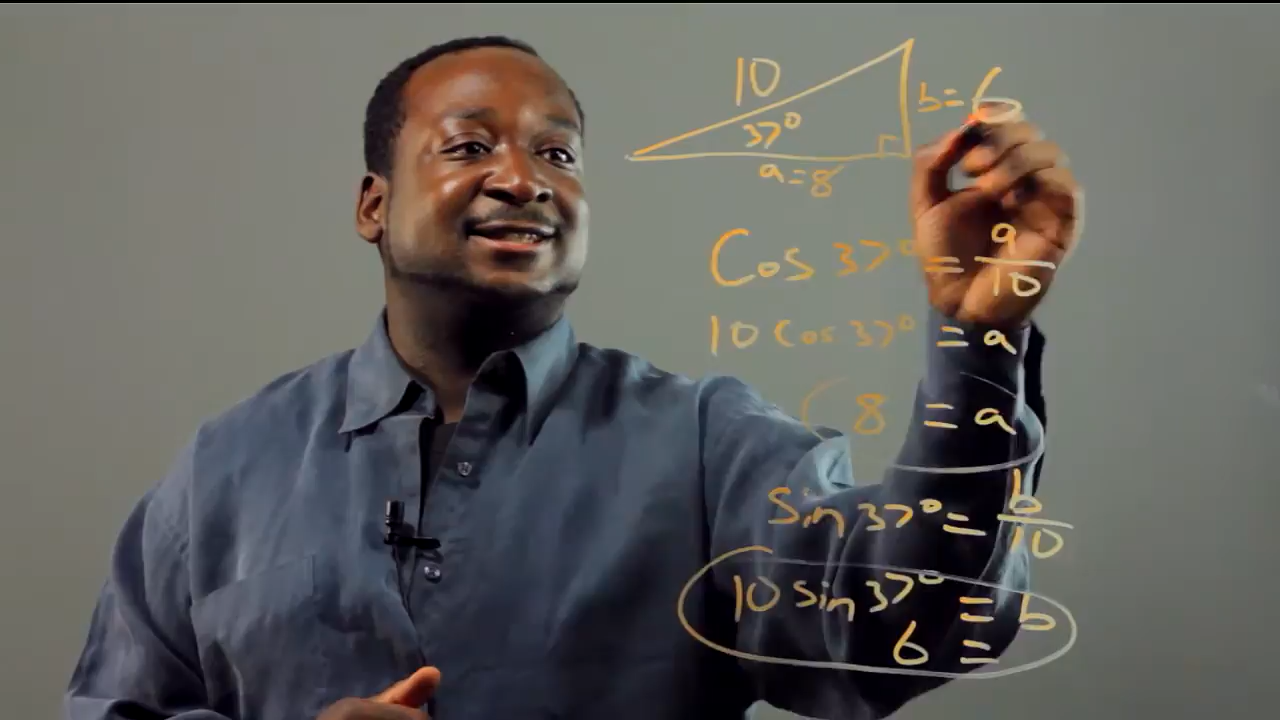 10
b=6
37°
a=8
Cos 37° = a/10
10 Cos 37° = a
8 = a
Sin 37° = b/10
10 Sin 37° = b
6 =